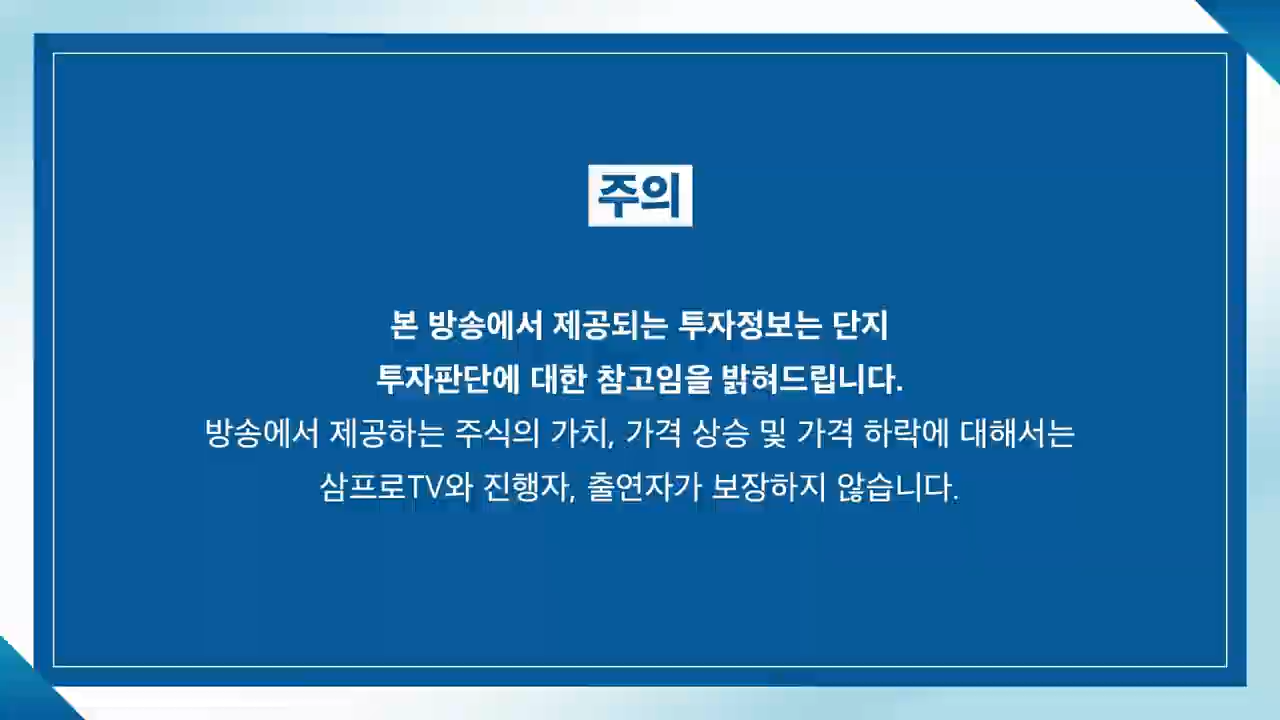 주의
본 방송에서 제공되는 투자정보는 단지
투자판단에 대한 참고임을 밝혀드립니다.
방송에서 제공하는 주식의 가치, 가격 상승 및 가격 하락에 대해서는
삼프로TV와 진행자, 출연자가 보장하지 않습니다.